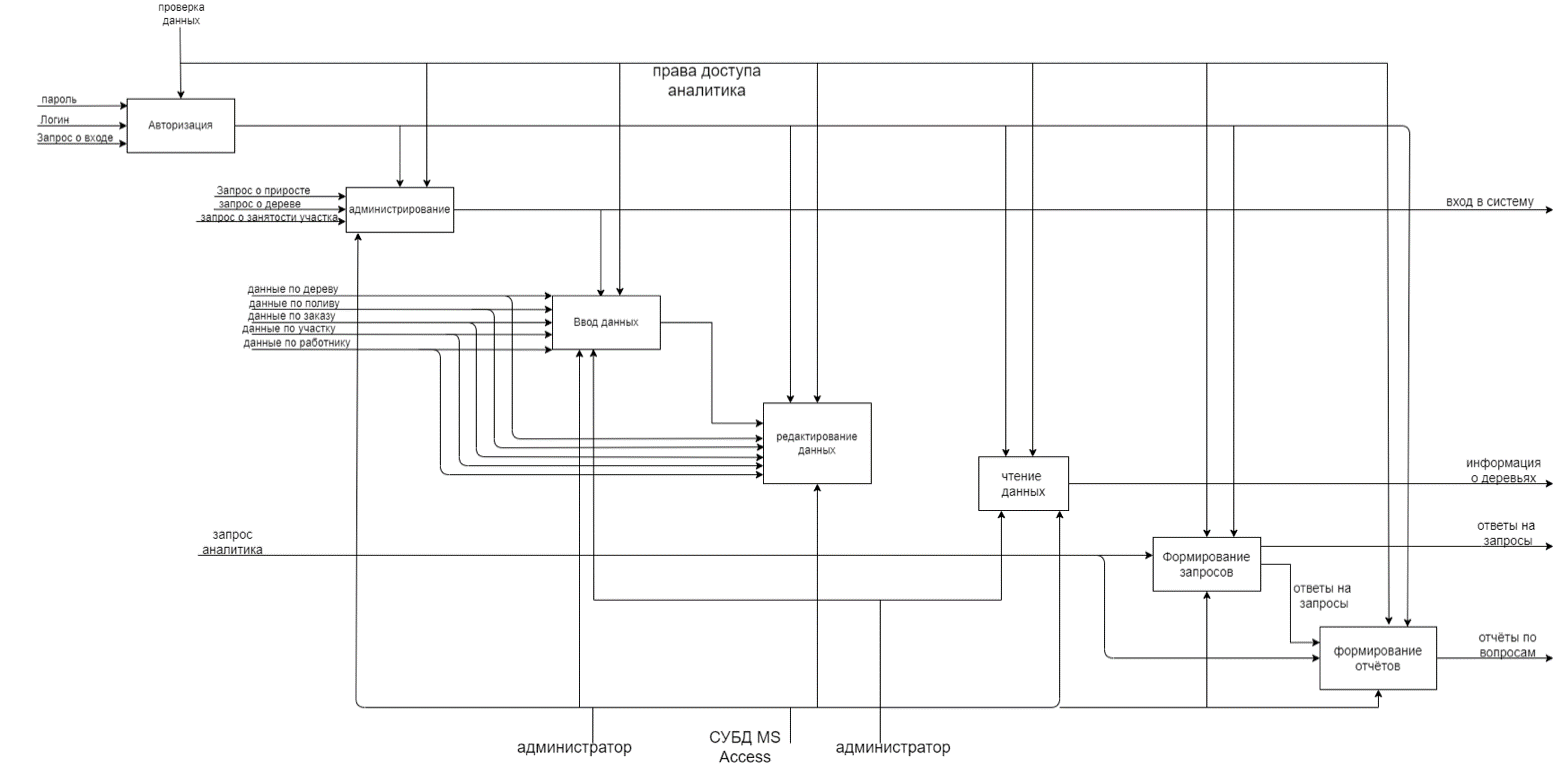 проверка
данных
права доступа
аналитика
пароль
Логин
Запрос о входе
Авторизация
Запрос о приросте
запрос о дереве
запрос о занятости участка
администрирование
вход в систему
данные по дереву
данные по поливу
данные по заказу
данные по участку
данные по работнику
Ввод данных
редактирование
данных
чтение
данных
информация
о деревьях
запрос
аналитика
Формирование
запросов
ответы на
запросы
ответы на
запросы
формирование
отчётов
отчёты по
вопросам
администратор
СУБД MS
Access
администратор